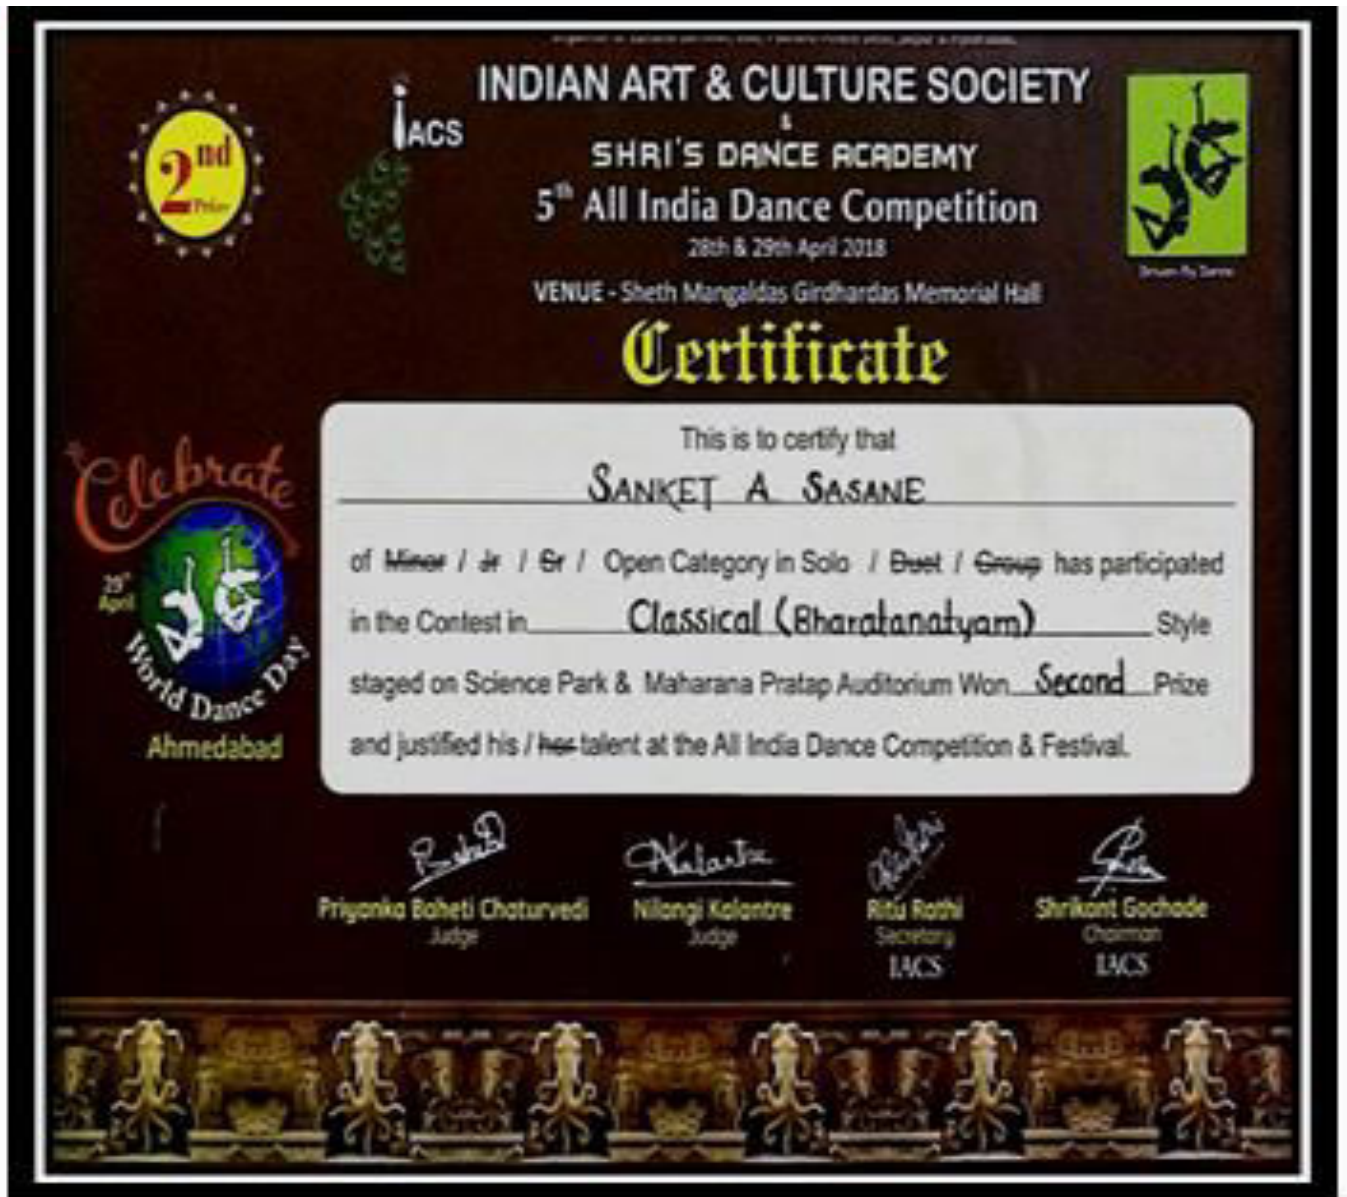 2nd
Prize
iACS
INDIAN ART & CULTURE SOCIETY
&
SHRI'S DANCE ACADEMY
5th All India Dance Competition
28th & 29th April 2018
VENUE - Sheth Mangaldas Girdhardas Memorial Hall
Driven By Dance
Certificate
This is to certify that
SANKET A SASANE
of Minor / Jr / Sr / Open Category in Solo / Duet / Group has participated
in the Contest in Classical (Bharatanatyam) Style
staged on Science Park & Maharana Pratap Auditorium Won Second Prize
and justified his / her talent at the All India Dance Competition & Festival.
Celebrate
29th
April
World Dance Day
Ahmedabad
Priyanka Baheti Chaturvedi
Judge
Nilangi Kalantre
Judge
Ritu Rathi
Secretary
IACS
Shrikant Gochade
Chairman
IACS